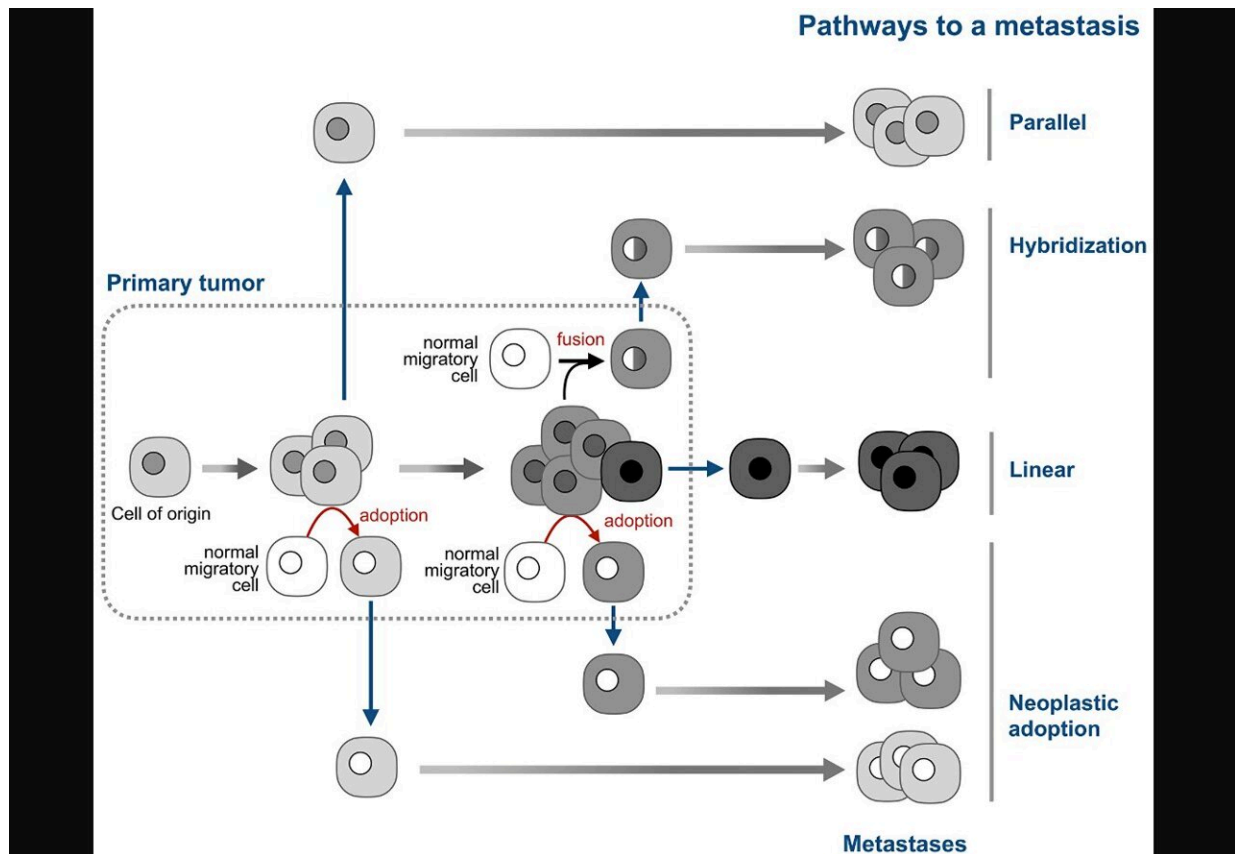 Pathways to a metastasis
Parallel
Hybridization
Primary tumor
normal
migratory
cell
fusion
Linear
Cell of origin
adoption
normal
migratory
cell
adoption
normal
migratory
cell
Neoplastic
adoption
Metastases